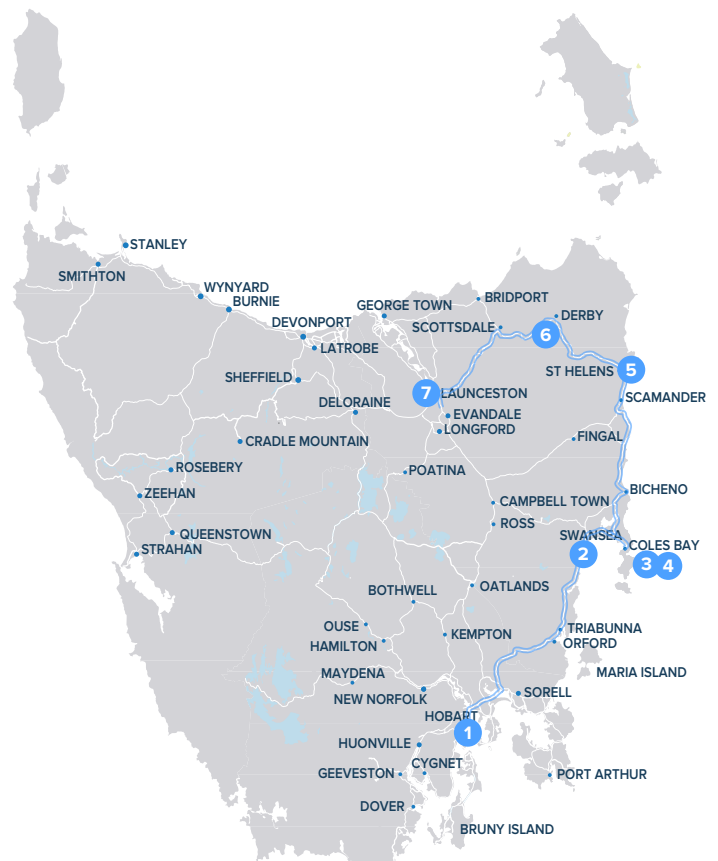 STANLEY
SMITHTON
WYNYARD
BURNIE
GEORGE TOWN
BRIDPORT
DEVONPORT
SCOTTSDALE
DERBY
6
LATROBE
SHEFFIELD
ST HELENS
5
7
LAUNCESTON
SCAMANDER
DELORAINE
EVANDALE
LONGFORD
CRADLE MOUNTAIN
FINGAL
ROSEBERY
POATINA
ZEEHAN
BICHENO
CAMPBELL TOWN
ROSS
QUEENSTOWN
SWANSEA
STRAHAN
2
COLES BAY
3
4
BOTHWELL
OATLANDS
OUSE
KEMPTON
TRIABUNNA
HAMILTON
ORFORD
MAYDENA
MARIA ISLAND
NEW NORFOLK
SORELL
HOBART
1
HUONVILLE
CYGNET
GEEVESTON
PORT ARTHUR
DOVER
BRUNY ISLAND